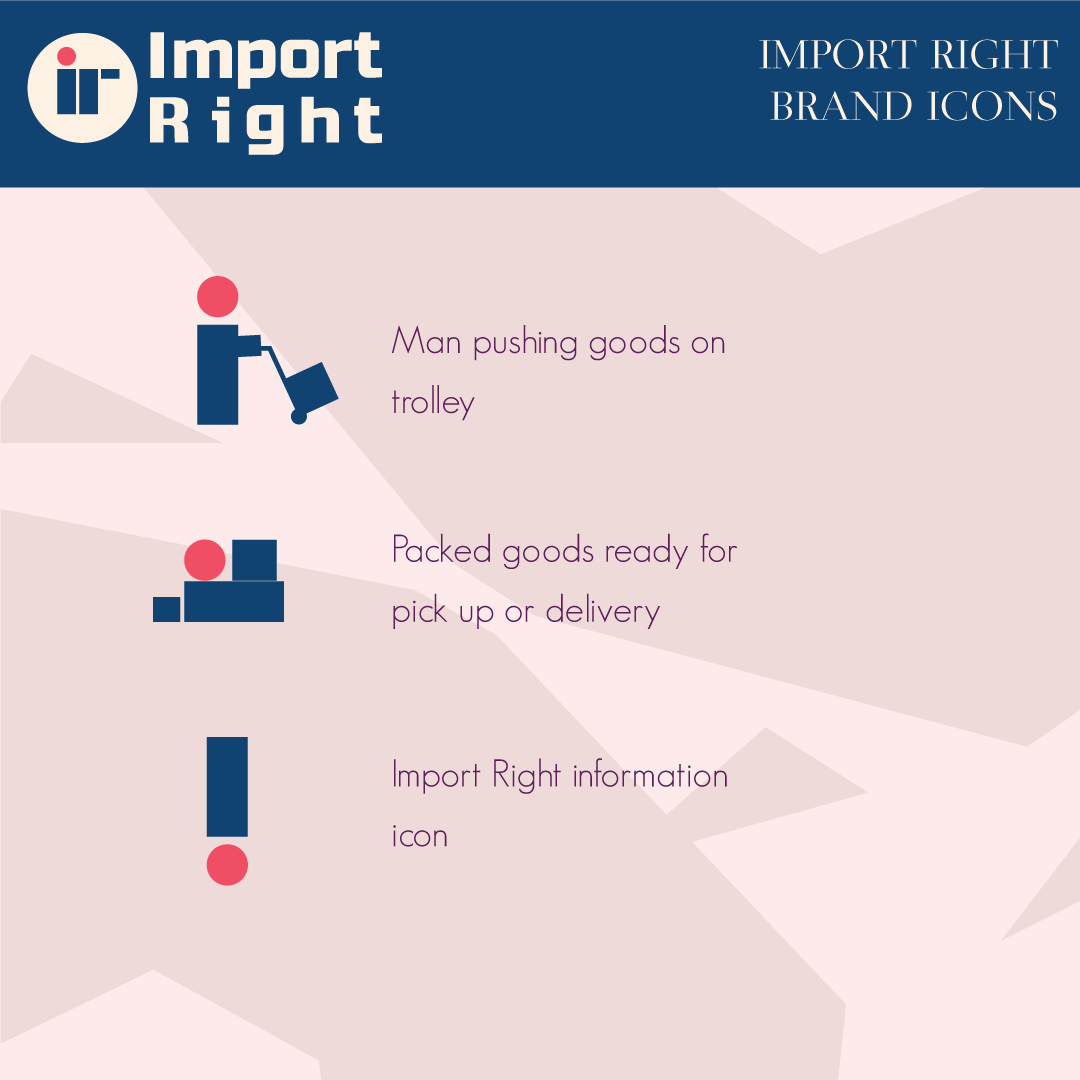 ir
Import
Right
IMPORT RIGHT
BRAND ICONS
Man pushing goods on
trolley
Packed goods ready for
pick up or delivery
Import Right information
icon